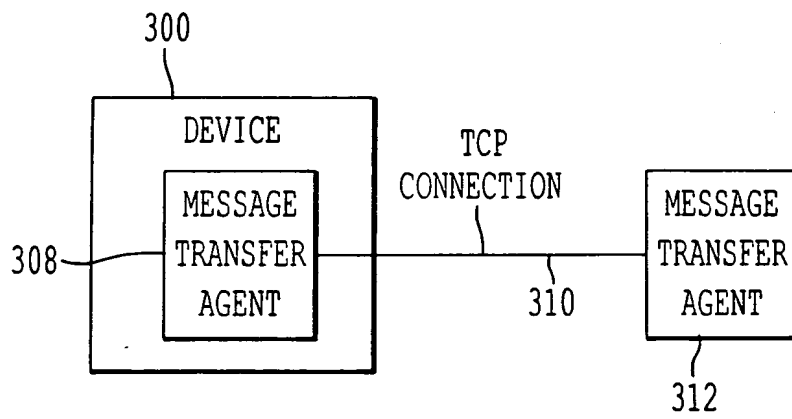 300
DEVICE
MESSAGE
TRANSFER
AGENT
308
TCP
CONNECTION
310
MESSAGE
TRANSFER
AGENT
312